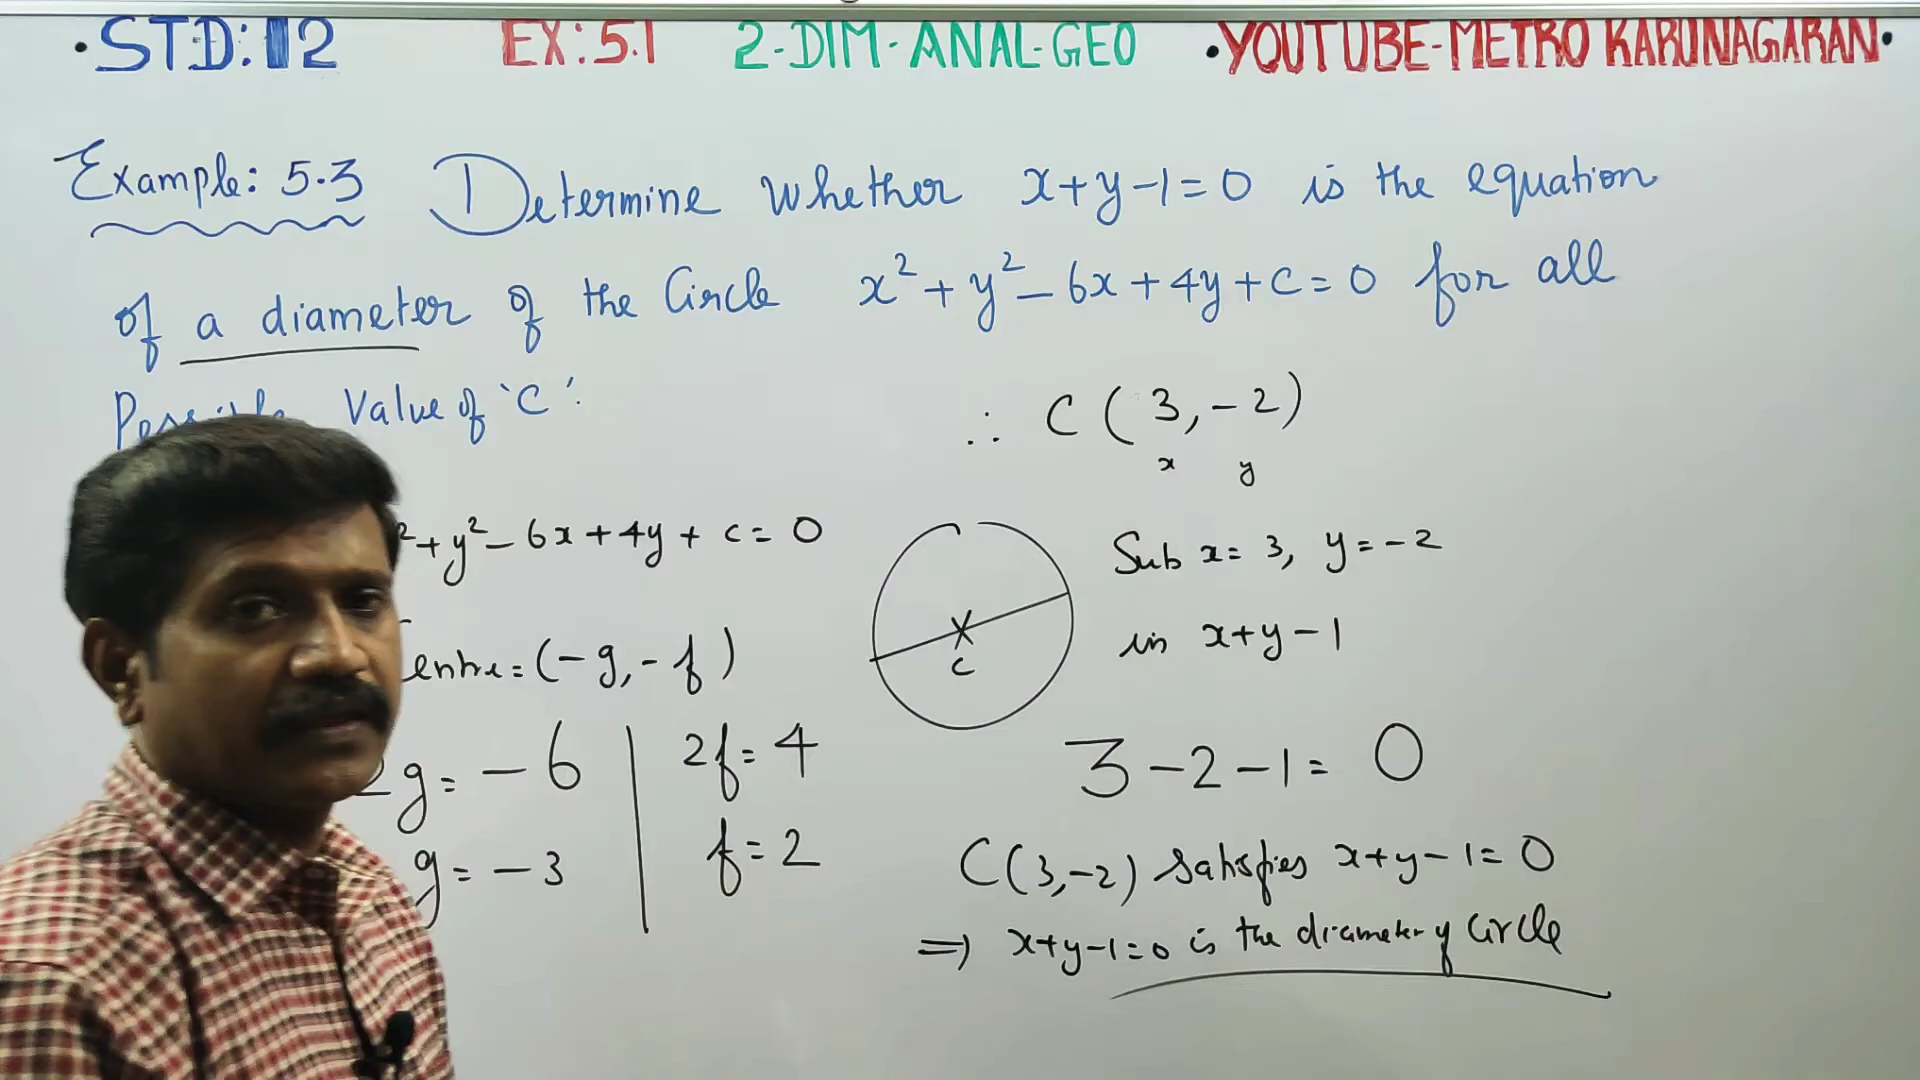 ·STD: 12 EX: 5.1 2-DIM-ANAL-GEO ·YOUTUBE-METRO KARUNAGARAN·
Example: 5.3 Determine whether x+y-1=0 is the equation
of a diameter of the Circle x²+y²-6x+4y+c=0 for all
Value of 'C'.
∴ C(3,-2)
x y
²+y²-6x+4y+c=0
entre=(-g,-f)
g=-6 2f=4
g=-3 f=2
C
Sub x=3, y=-2
in x+y-1
3-2-1=0
C(3,-2) satisfies x+y-1=0
⇒ x+y-1=0 is the diameter of circle